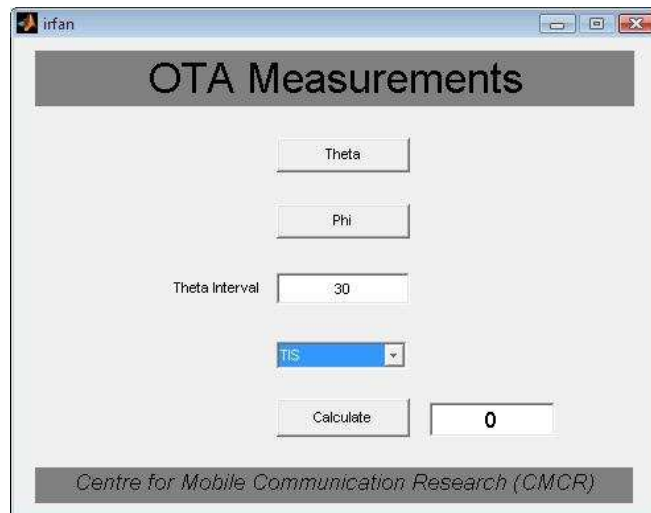 irfan
OTA Measurements
Theta
Phi
Theta Interval 30
TIS
Calculate 0
Centre for Mobile Communication Research (CMCR)